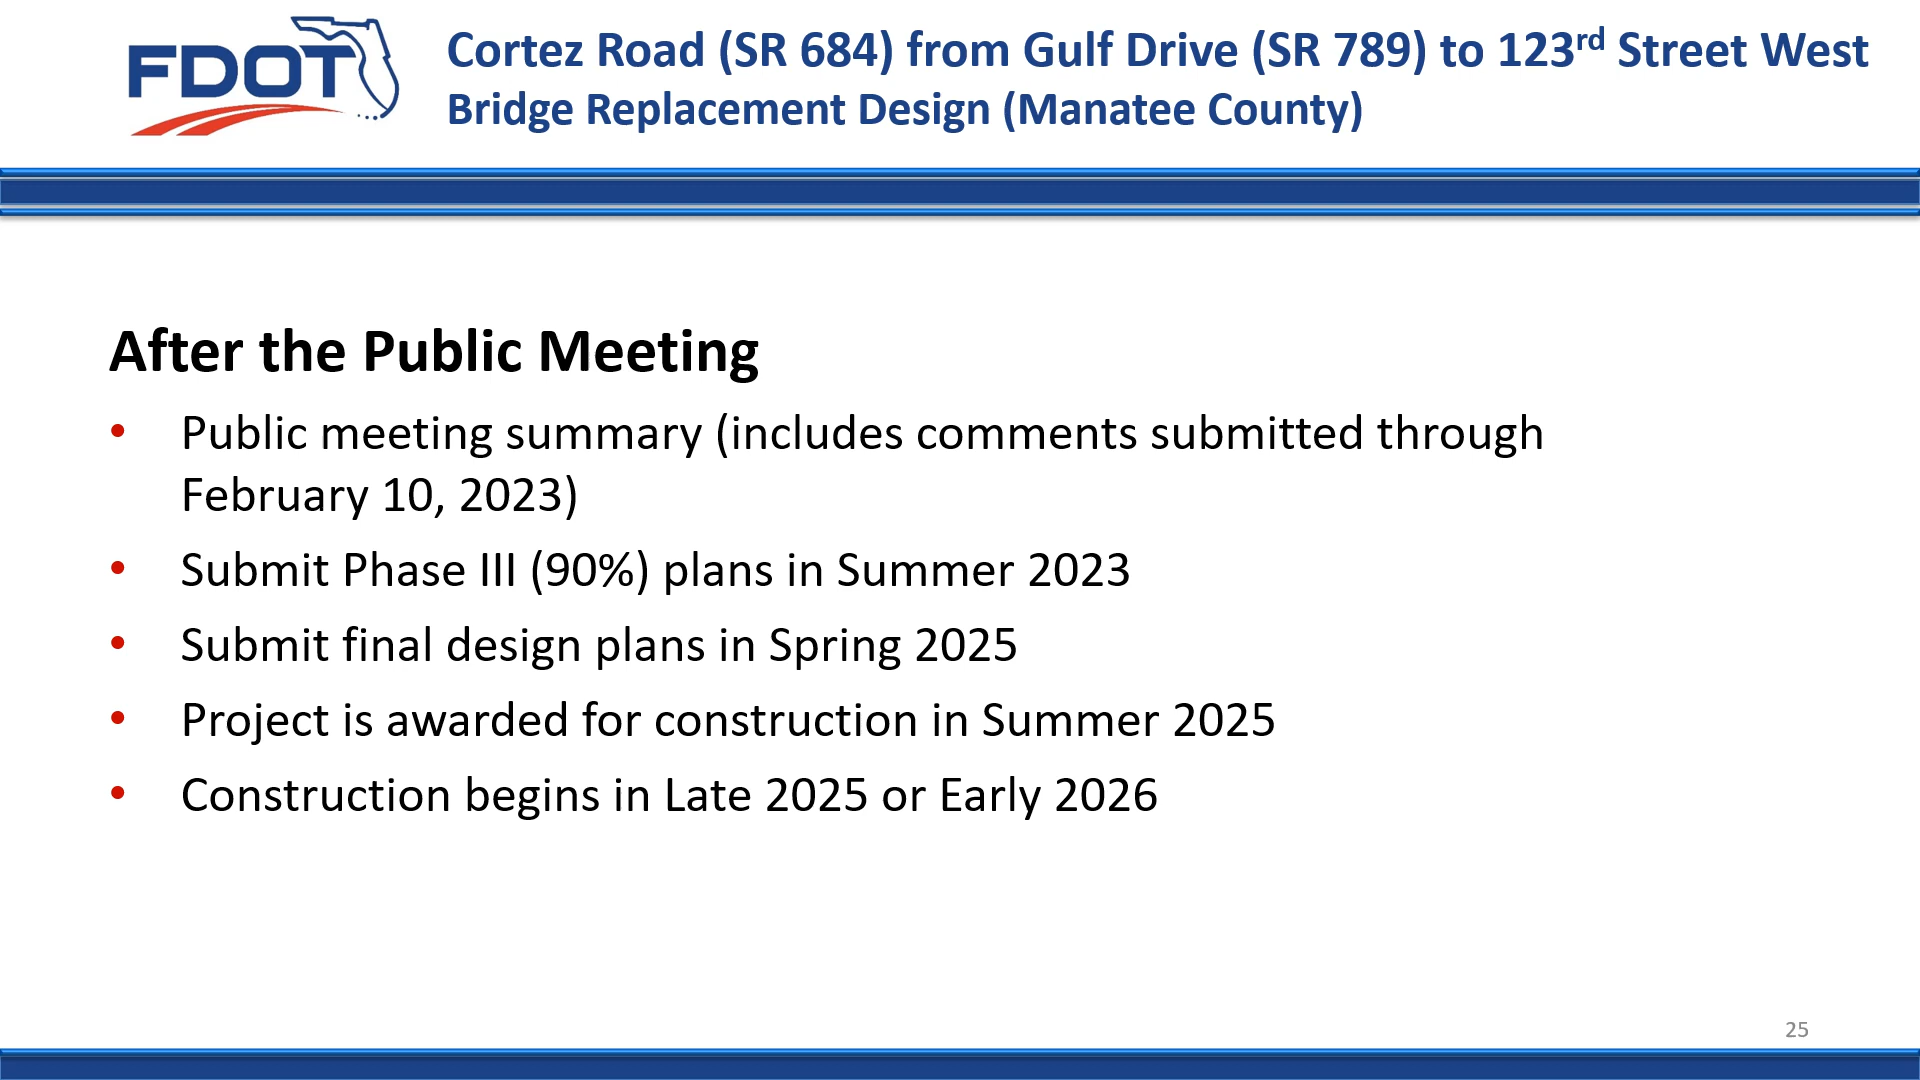 FDOT
Cortez Road (SR 684) from Gulf Drive (SR 789) to 123rd Street West
Bridge Replacement Design (Manatee County)
After the Public Meeting
• Public meeting summary (includes comments submitted through
February 10, 2023)
• Submit Phase III (90%) plans in Summer 2023
• Submit final design plans in Spring 2025
• Project is awarded for construction in Summer 2025
• Construction begins in Late 2025 or Early 2026
25